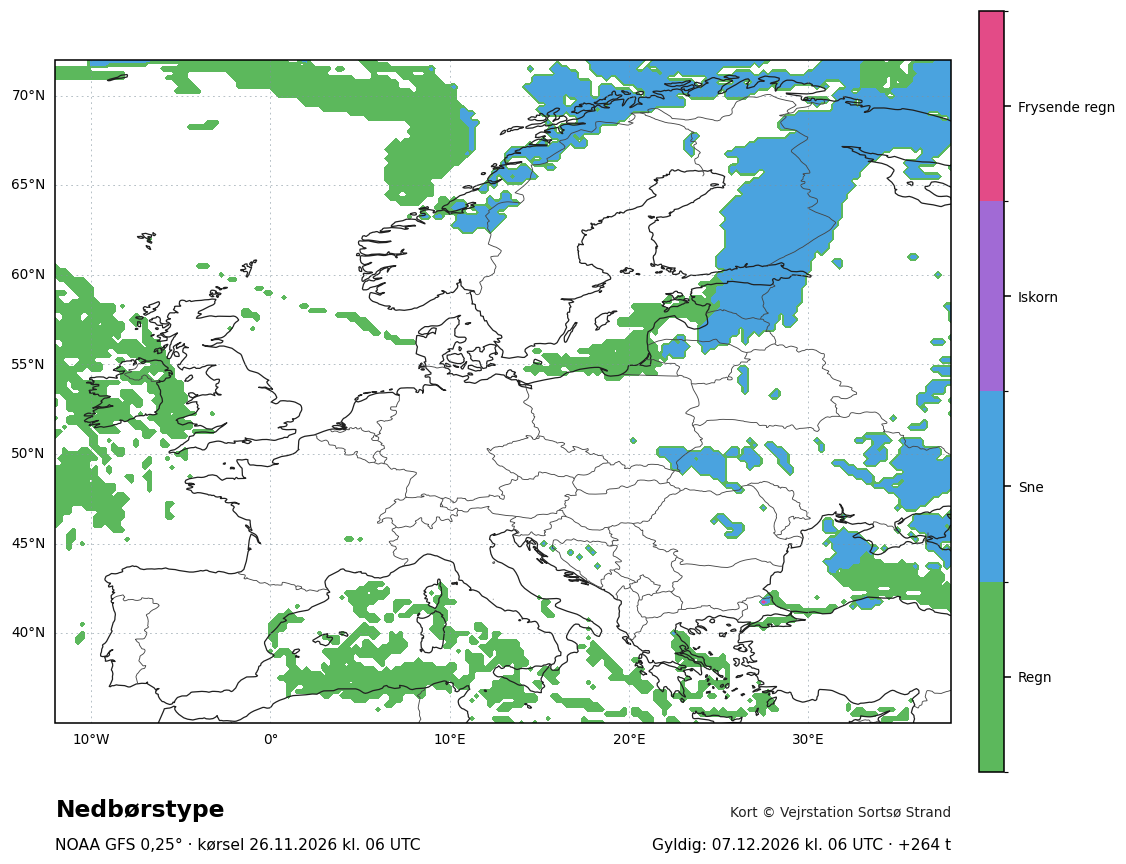 70°N
65°N
60°N
55°N
50°N
45°N
40°N
10°W
0°
10°E
20°E
30°E
Frysende regn
Iskorn
Sne
Regn
Nedbørstype
Kort © Vejrstation Sortsø Strand
NOAA GFS 0,25° · kørsel 26.11.2026 kl. 06 UTC
Gyldig: 07.12.2026 kl. 06 UTC · +264 t